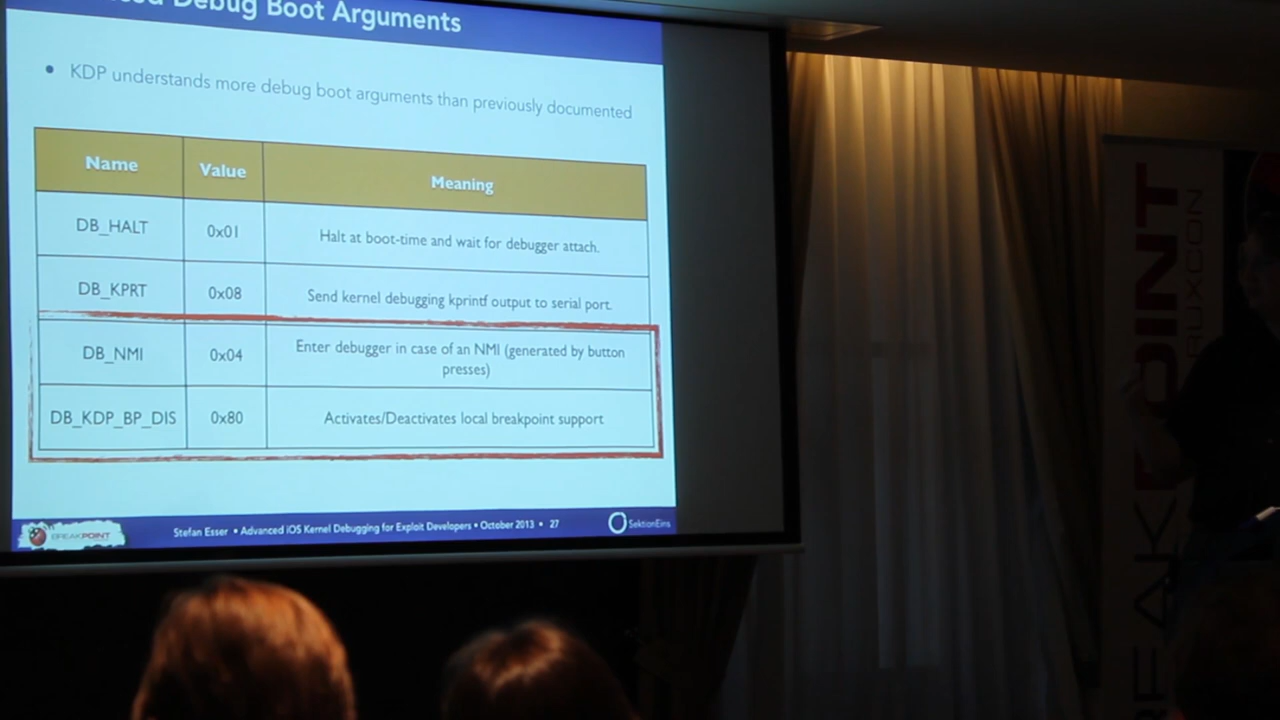 Debug Boot Arguments
• KDP understands more debug boot arguments than previously documented
Name Value Meaning
DB_HALT 0x01 Halt at boot-time and wait for debugger attach.
DB_KPRT 0x08 Send kernel debugging kprintf output to serial port.
DB_NMI 0x04 Enter debugger in case of an NMI (generated by button
presses)
DB_KDP_BP_DIS 0x80 Activates/Deactivates local breakpoint support
BREAKPOINT
Stefan Esser • Advanced iOS Kernel Debugging for Exploit Developers • October 2013 • 27
SektionEins
BREAKPOINT
RUXCON